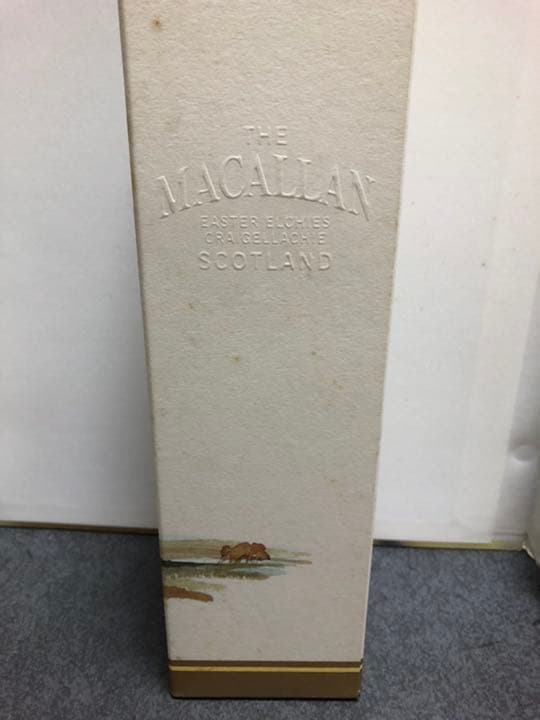 THE
MACALLAN
EASTER ELCHIES
CRAIGELLACHIE
SCOTLAND